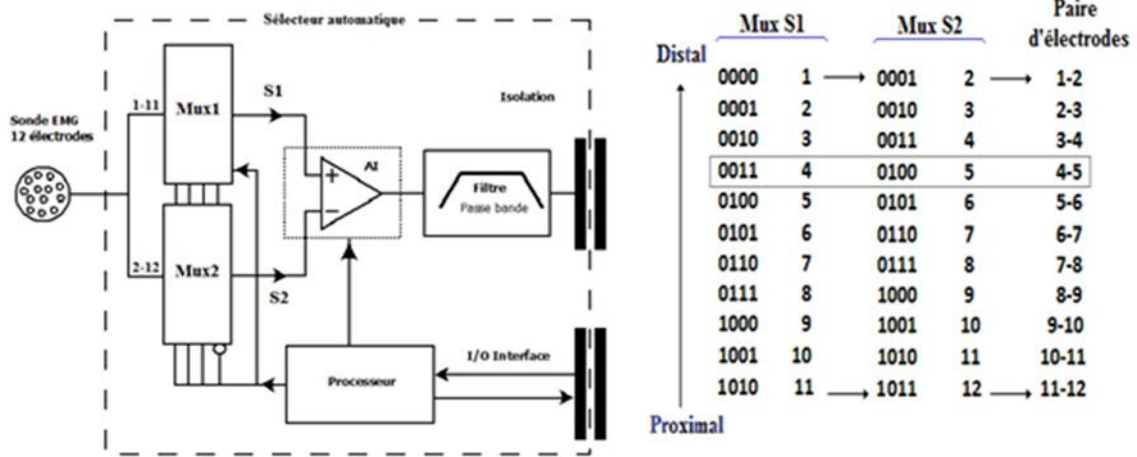 Sélecteur automatique
Sonde EMG
12 électrodes
1-11
Mux1
S1
Isolation
AI
+
−
Filtre
Passe bande
2-12
Mux2
S2
Processeur
I/O Interface
Mux S1 Mux S2 Paire
d'électrodes
Distal
0000 1 0001 2 1-2
0001 2 0010 3 2-3
0010 3 0011 4 3-4
0011 4 0100 5 4-5
0100 5 0101 6 5-6
0101 6 0110 7 6-7
0110 7 0111 8 7-8
0111 8 1000 9 8-9
1000 9 1001 10 9-10
1001 10 1010 11 10-11
1010 11 1011 12 11-12
Proximal